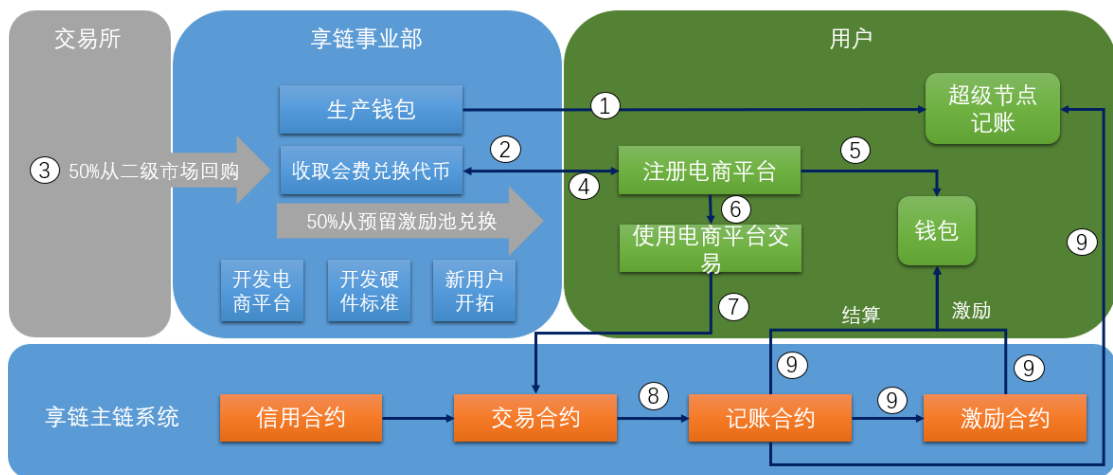 交易所
享链事业部
用户
生产钱包
①
超级节点
记账
③
50%从二级市场回购
收取会费兑换代币
②
④
注册电商平台
⑤
50%从预留激励池兑换
⑥
使用电商平台交
易
钱包
⑨
开发电
商平台
开发硬
件标准
新用户
开拓
⑦
结算
激励
⑨
⑨
享链主链系统
信用合约
交易合约
⑧
记账合约
⑨
激励合约